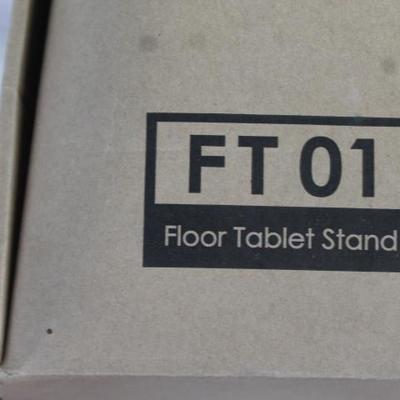 FT 01
Floor Tablet Stand